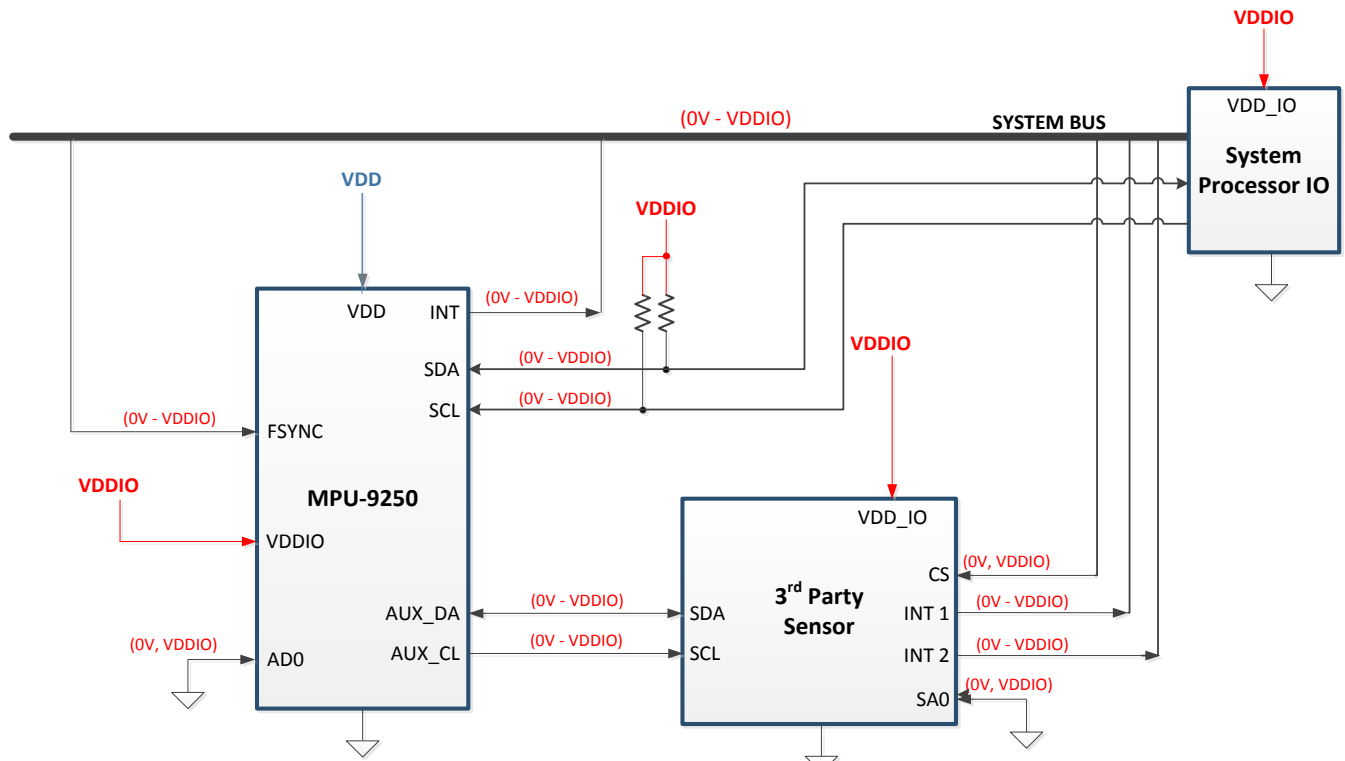 VDDIO
VDD_IO
System
Processor IO
(0V - VDDIO)
SYSTEM BUS
VDD
VDDIO
VDD
INT
(0V - VDDIO)
SDA
(0V - VDDIO)
SCL
(0V - VDDIO)
(0V - VDDIO)
FSYNC
VDDIO
VDDIO
MPU-9250
VDDIO
VDD_IO
CS
(0V, VDDIO)
3rd Party
Sensor
AUX_DA
(0V - VDDIO)
SDA
INT 1
(0V - VDDIO)
AUX_CL
(0V - VDDIO)
SCL
INT 2
(0V - VDDIO)
(0V, VDDIO)
AD0
SA0
(0V, VDDIO)